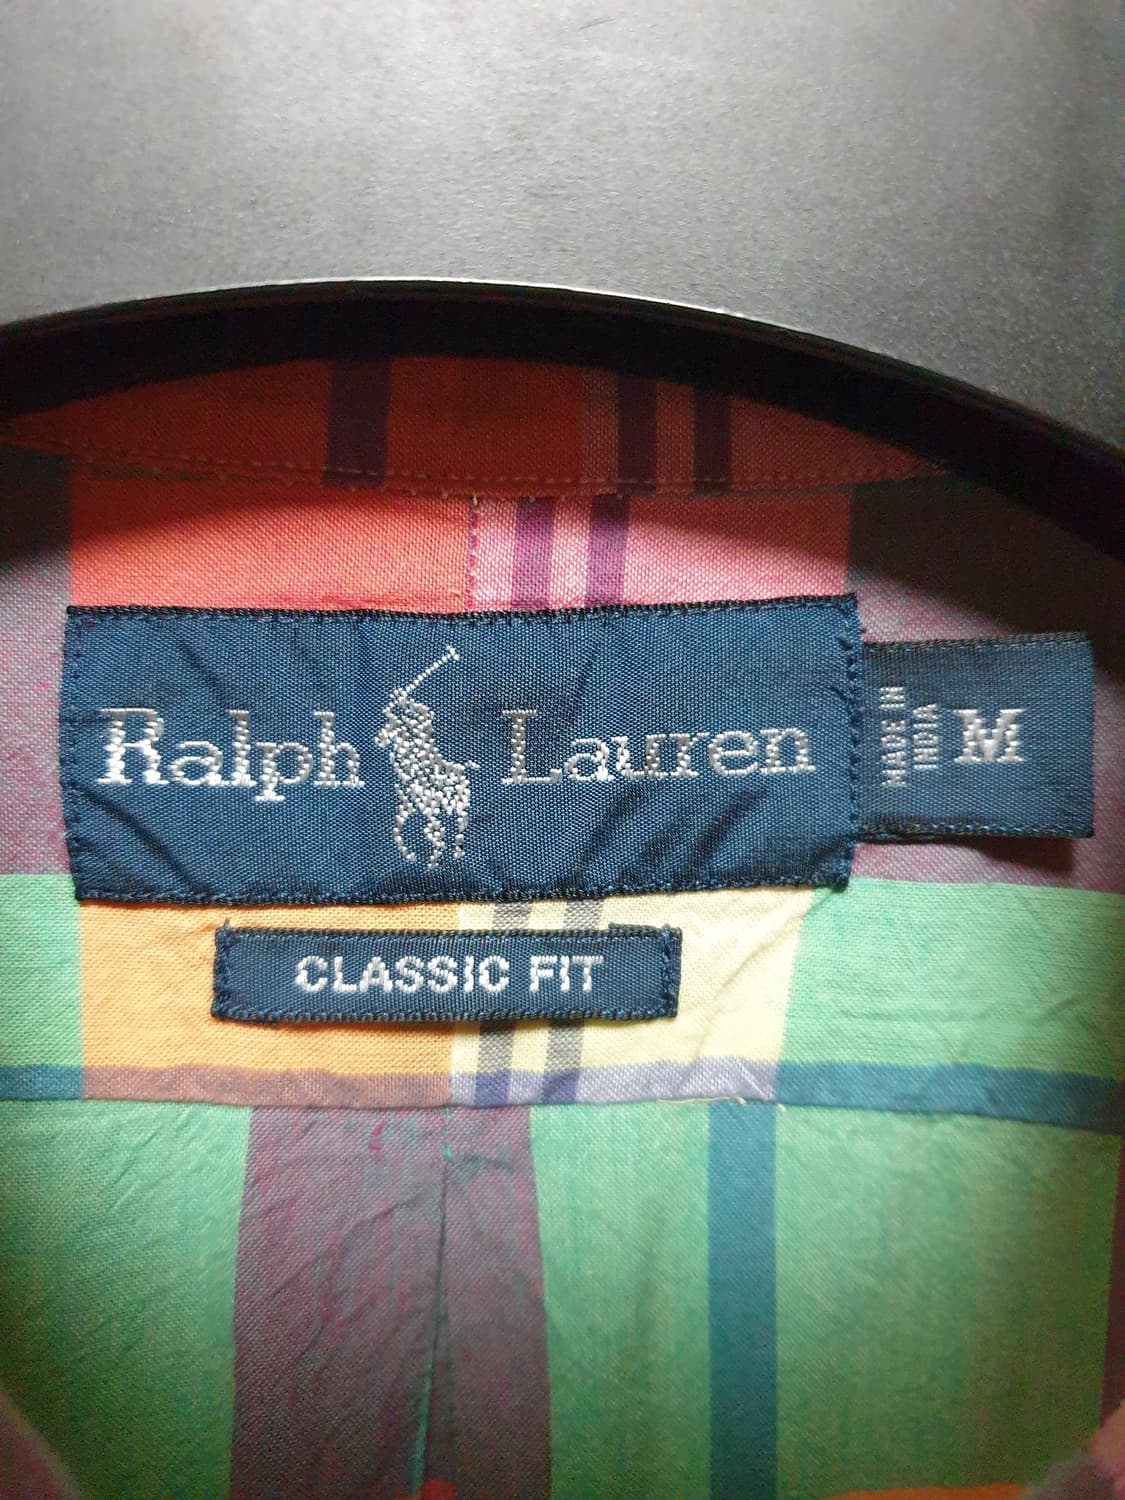 Ralph Lauren
MADE IN
INDIA
M
CLASSIC FIT